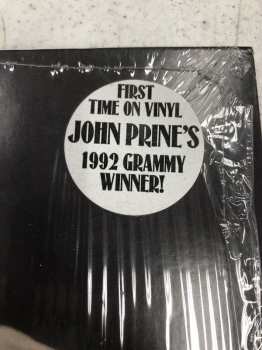 FIRST
TIME ON VINYL
JOHN PRINE'S
1992 GRAMMY
WINNER!